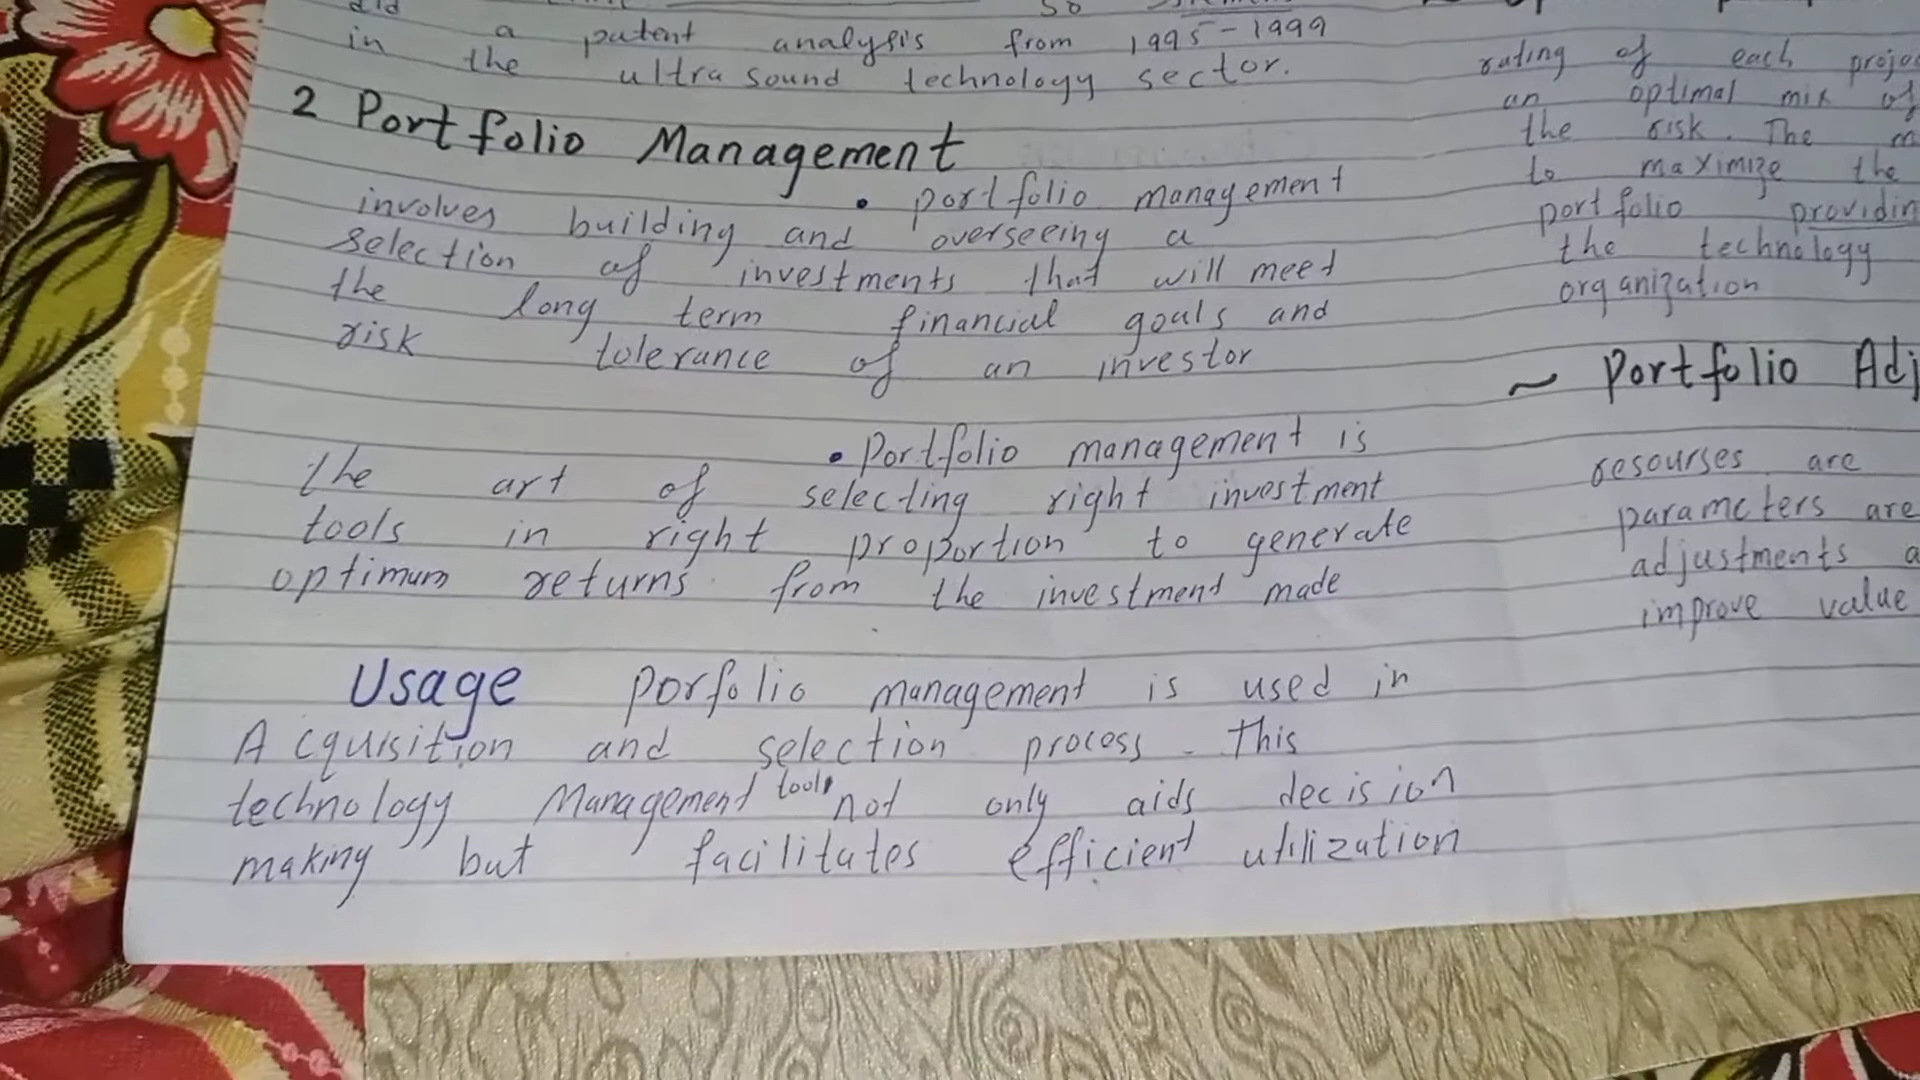 did
in a patent analysis from 1995-1999
the ultra sound technology sector.
2 Portfolio Management
• portfolio management
involves building and overseeing a
selection of investments that will meet
the long term financial goals and
risk tolerance of an investor
• Portfolio management is
the art of selecting right investment
tools in right proportion to generate
optimum returns from the investment made
Usage porfolio management is used in
Acquisition and selection process. This
technology Management tools not only aids decision
making but facilitates efficient utilization
rating of each
an optimal mix of
the risk. The
to maximize the
portfolio
the technology
organization
~ Portfolio
resourses are
parameters are
adjustments
improve value